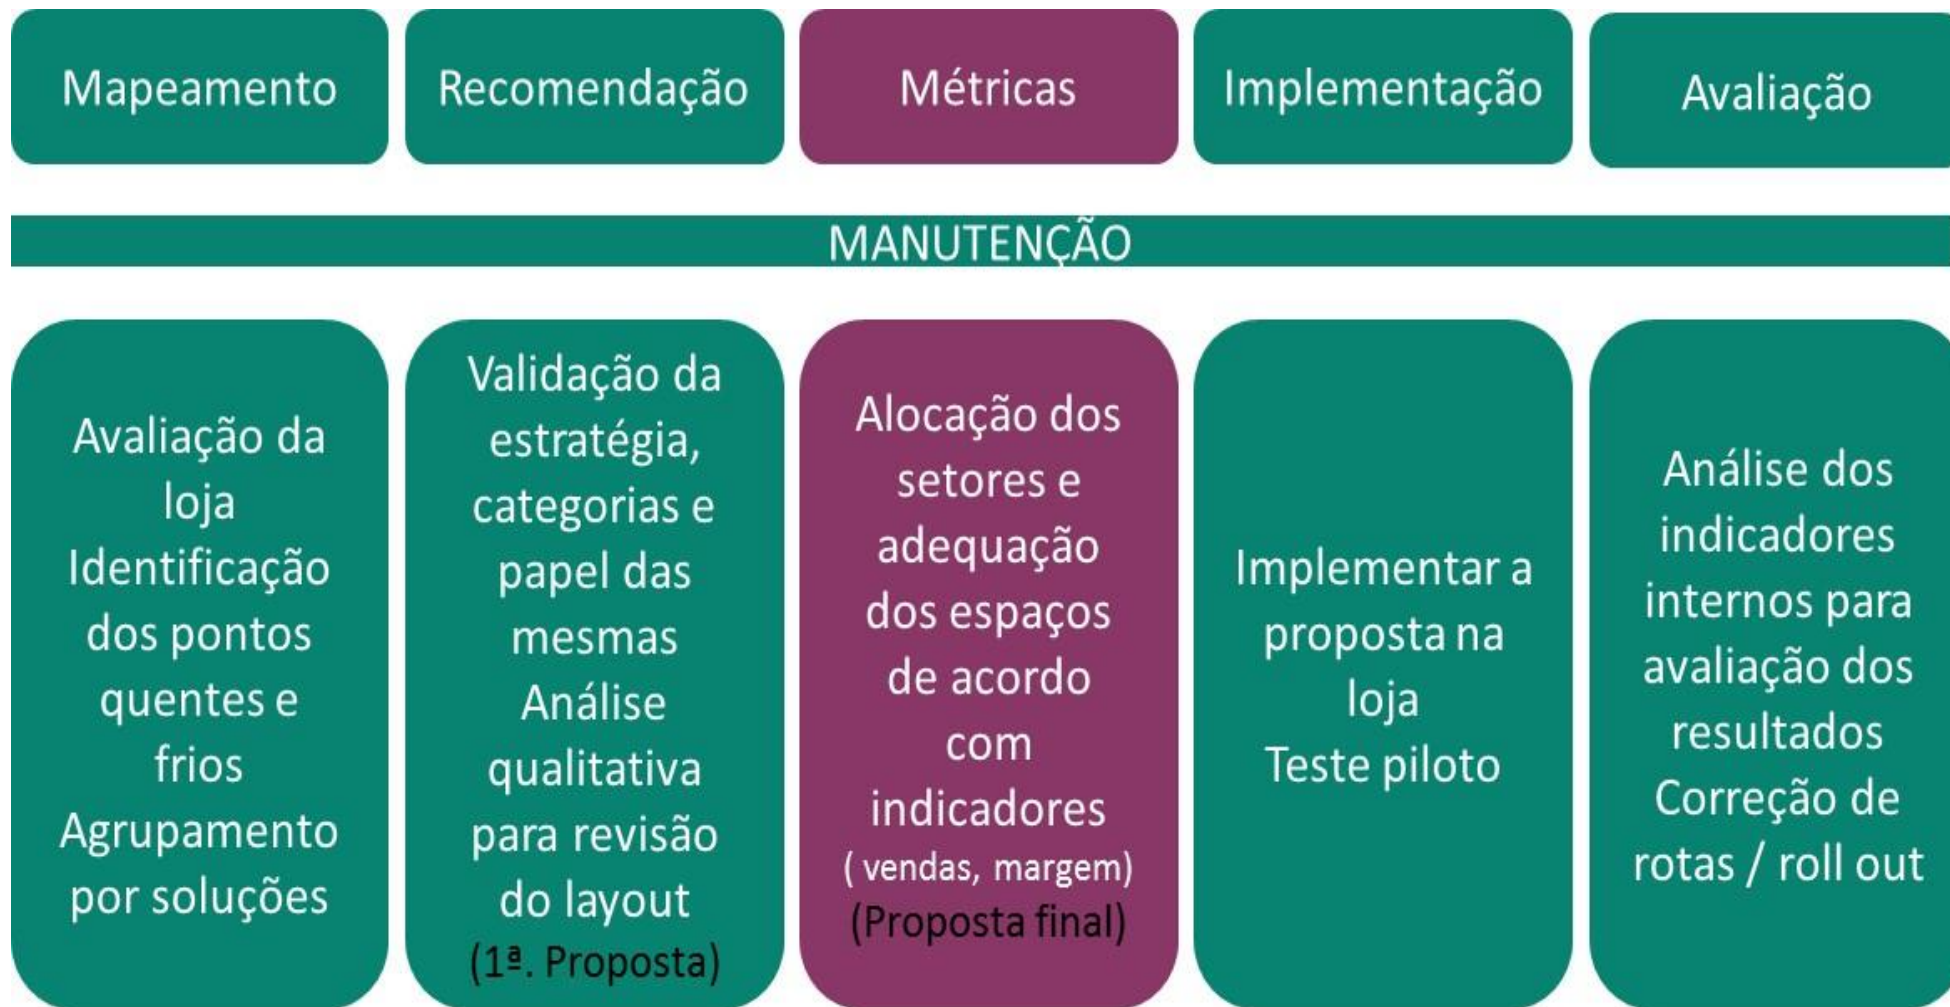 Mapeamento
Recomendação
Métricas
Implementação
Avaliação
MANUTENÇÃO
Avaliação da
loja
Identificação
dos pontos
quentes e
frios
Agrupamento
por soluções
Validação da
estratégia,
categorias e
papel das
mesmas
Análise
qualitativa
para revisão
do layout
(1ª. Proposta)
Alocação dos
setores e
adequação
dos espaços
de acordo
com
indicadores
( vendas, margem)
(Proposta final)
Implementar a
proposta na
loja
Teste piloto
Análise dos
indicadores
internos para
avaliação dos
resultados
Correção de
rotas / roll out